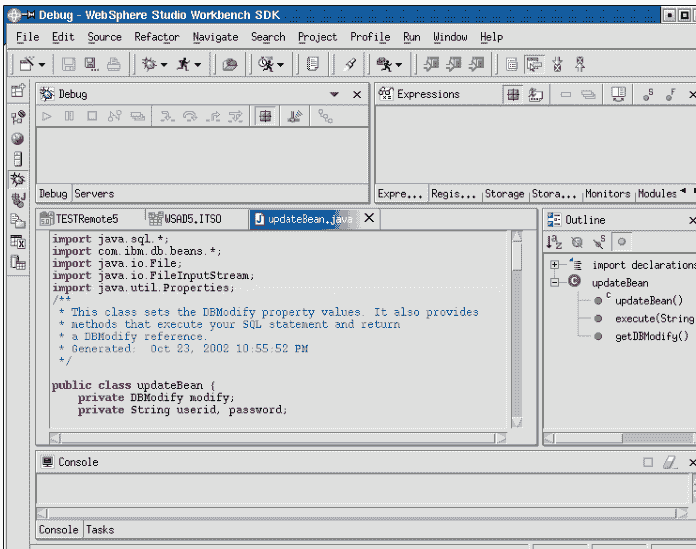 Debug - WebSphere Studio Workbench SDK
File Edit Source Refactor Navigate Search Project Profile Run Window Help
Debug
Expressions
Debug Servers
Expre... Regis... Storage Stora... Monitors Modules
TESTRemote5 WSAD5.ITSO updateBean.java
Outline
import java.sql.*;
import com.ibm.db.beans.*;
import java.io.File;
import java.io.FileInputStream;
import java.util.Properties;
/**
* This class sets the DBModify property values. It also provides
* methods that execute your SQL statement and return
* a DBModify reference.
* Generated: Oct 23, 2002 10:55:52 PM
*/
public class updateBean {
private DBModify modify;
private String userid, password;
import declarations
updateBean
updateBean()
execute(String
getDBModify()
Console
Console Tasks